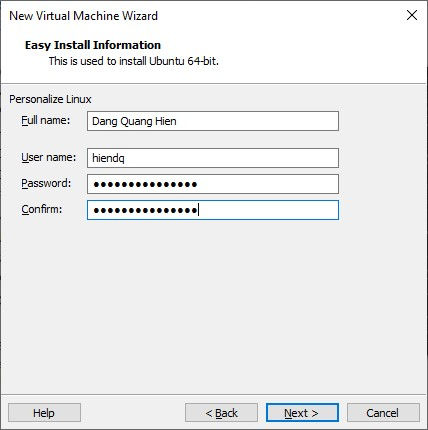 New Virtual Machine Wizard
Easy Install Information
This is used to install Ubuntu 64-bit.
Personalize Linux
Full name: Dang Quang Hien
User name: hiendq
Password: ●●●●●●●●●●●●●●●
Confirm: ●●●●●●●●●●●●●●●
Help < Back Next > Cancel